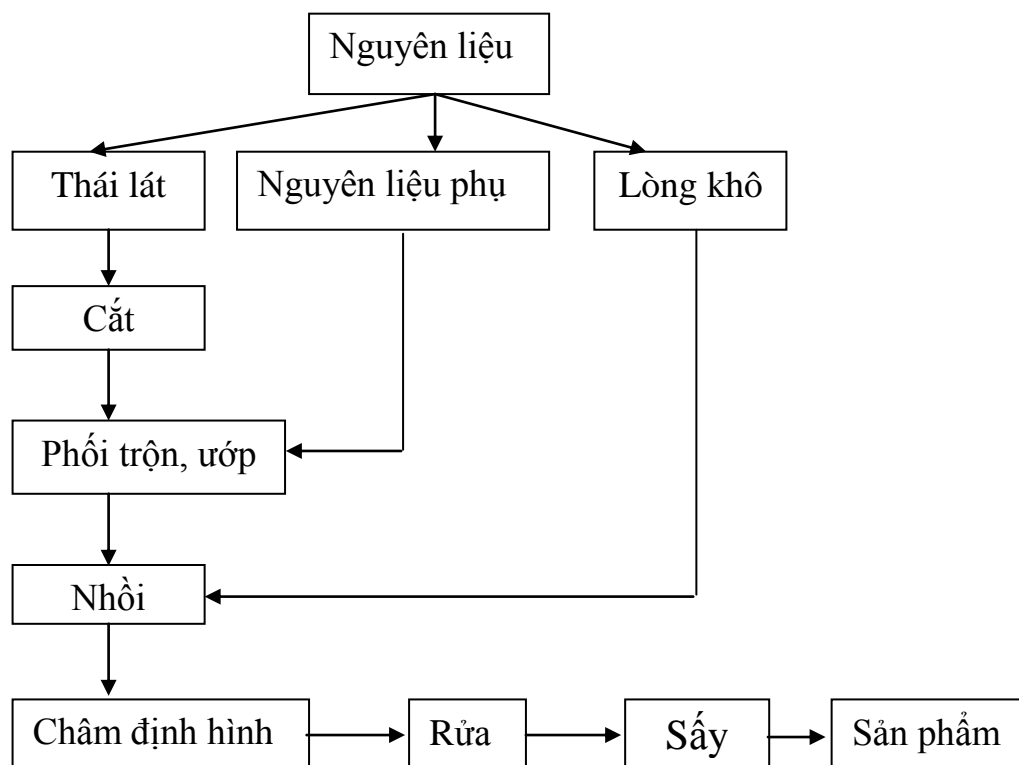 Nguyên liệu
Thái lát
Nguyên liệu phụ
Lòng khô
Cắt
Phối trộn, ướp
Nhồi
Châm định hình
Rửa
Sấy
Sản phẩm